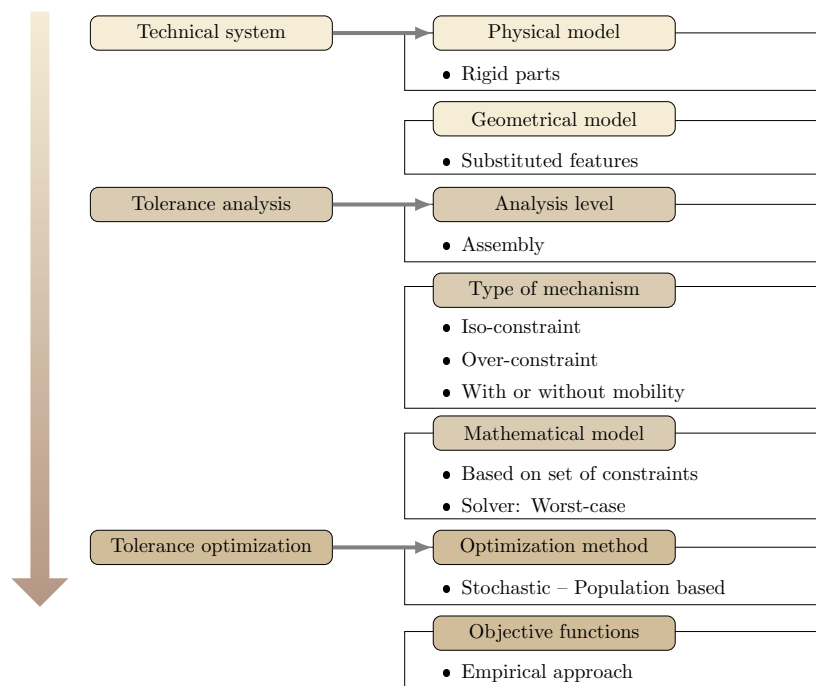 Technical system
Physical model
• Rigid parts
Geometrical model
• Substituted features
Tolerance analysis
Analysis level
• Assembly
Type of mechanism
• Iso-constraint
• Over-constraint
• With or without mobility
Mathematical model
• Based on set of constraints
• Solver: Worst-case
Tolerance optimization
Optimization method
• Stochastic – Population based
Objective functions
• Empirical approach